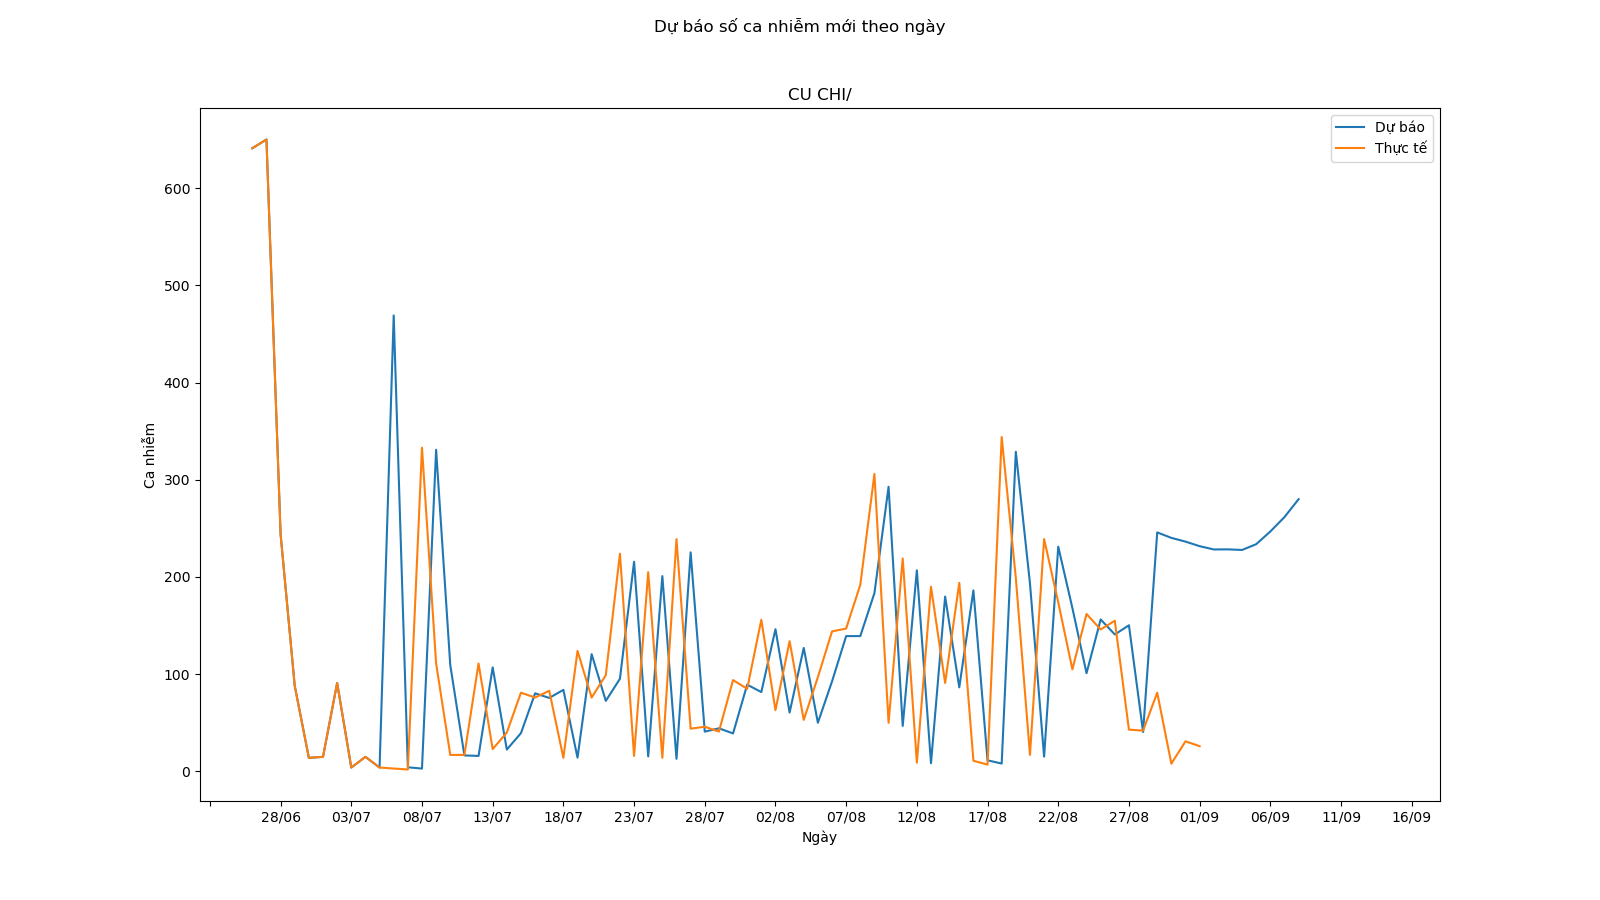 Dự báo số ca nhiễm mới theo ngày
CU CHI/
Dự báo
Thực tế
600
500
400
300
200
100
0
Ca nhiễm
28/06 03/07 08/07 13/07 18/07 23/07 28/07 02/08 07/08 12/08 17/08 22/08 27/08 01/09 06/09 11/09 16/09
Ngày